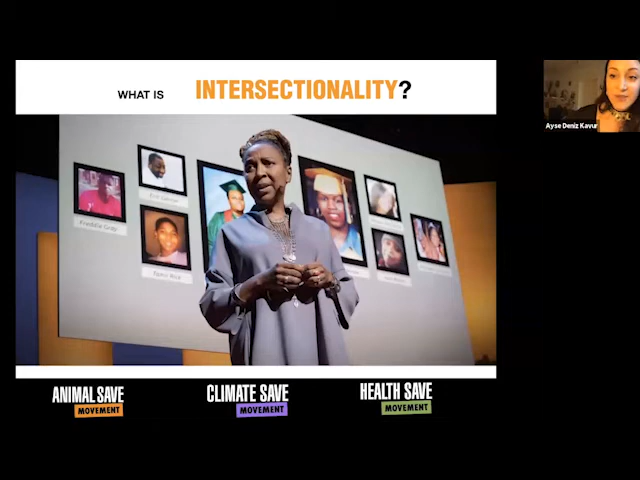 WHAT IS INTERSECTIONALITY?
Ayse Deniz Kavur
Freddie Gray
Eric Garner
Tamir Rice
ANIMAL SAVE
MOVEMENT
CLIMATE SAVE
MOVEMENT
HEALTH SAVE
MOVEMENT